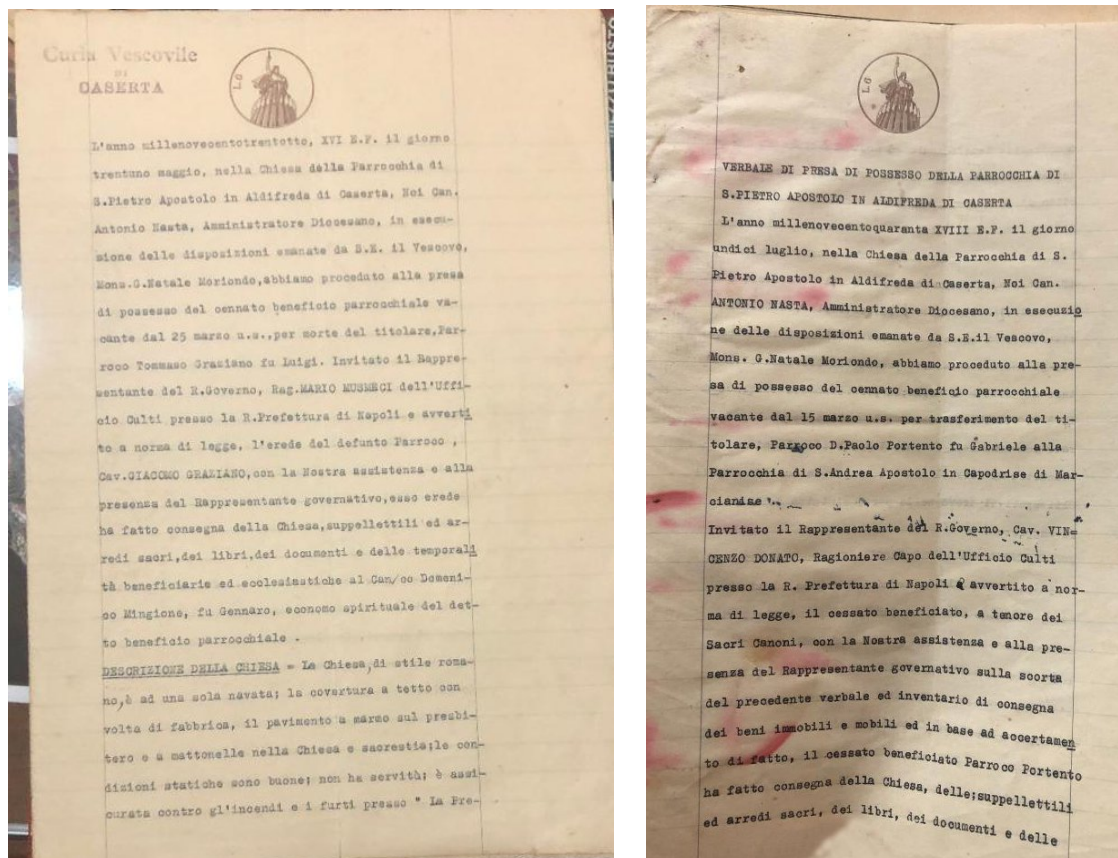 Curia Vescovile
DI
CASERTA
L 6
L'anno millenovecentotrentotto, XVI E.F. il giorno
trentuno maggio, nella Chiesa della Parrocchia di
S.Pietro Apostolo in Aldifreda di Caserta, Noi Can.
Antonio Nasta, Amministratore Diocesano, in esecu-
zione delle disposizioni emanate da S.E. il Vescovo,
Mons.G.Natale Moriondo,abbiamo proceduto alla presa
di possesso del cennato beneficio parrocchiale va-
cante dal 25 marzo u.s.,per morte del titolare,Par-
roco Tommaso Graziano fu Luigi. Invitato il Rappre-
sentante del R.Governo, Rag.MARIO MUSMECI dell'Uffi-
cio Culti presso la R.Prefettura di Napoli e avverti
to a norma di legge, l'erede del defunto Parroco ,
Cav.GIACOMO GRAZIANO,con la Nostra assistenza e alla
presenza del Rappresentante governativo,esso erede
ha fatto consegna della Chiesa,suppellettili ed ar-
redi sacri,dei libri,dei documenti e delle temporali
tà beneficiarie ed ecclesiastiche al Can/co Domeni-
co Mingione, fu Gennaro, economo spirituale del det-
to beneficio parrocchiale .
DESCRIZIONE DELLA CHIESA = La Chiesa,di stile roma-
no,è ad una sola navata; la covertura a tetto con
volta di fabbrica, il pavimento a marmo sul presbi-
tero e a mattonelle nella Chiesa e sacrestia;le con-
dizioni statiche sono buone; non ha servitù; è assi-
curata contro gl'incendi e i furti presso " La Pre-
L 6
VERBALE DI PRESA DI POSSESSO DELLA PARROCCHIA DI
S.PIETRO APOSTOLO IN ALDIFREDA DI CASERTA
L'anno millenovecentoquaranta XVIII E.F. il giorno
undici luglio, nella Chiesa della Parrocchia di S.
Pietro Apostolo in Aldifreda di Caserta, Noi Can.
ANTONIO NASTA, Amministratore Diocesano, in esecuzio
ne delle disposizioni emanate da S.E.il Vescovo,
Mons. G.Natale Moriondo, abbiamo proceduto alla pre-
sa di possesso del cennato beneficio parrocchiale
vacante dal 15 marzo u.s. per trasferimento del ti-
tolare, Parroco D.Paolo Portento fu Gabriele alla
Parrocchia di S.Andrea Apostolo in Capodrise di Mar-
cianise
Invitato il Rappresentante del R.Governo, Cav. VIN=
CENZO DONATO, Ragioniere Capo dell'Ufficio Culti
presso la R. Prefettura di Napoli e avvertito a nor-
ma di legge, il cessato beneficiato, a tenore dei
Sacri Canoni, con la Nostra assistenza e alla pre-
senza del Rappresentante governativo sulla scorta
del precedente verbale ed inventario di consegna
dei beni immobili e mobili ed in base ad accertamen
to di fatto, il cessato beneficiato Parroco Portento
ha fatto consegna della Chiesa, delle;suppellettili
ed arredi sacri, dei libri, dei documenti e delle